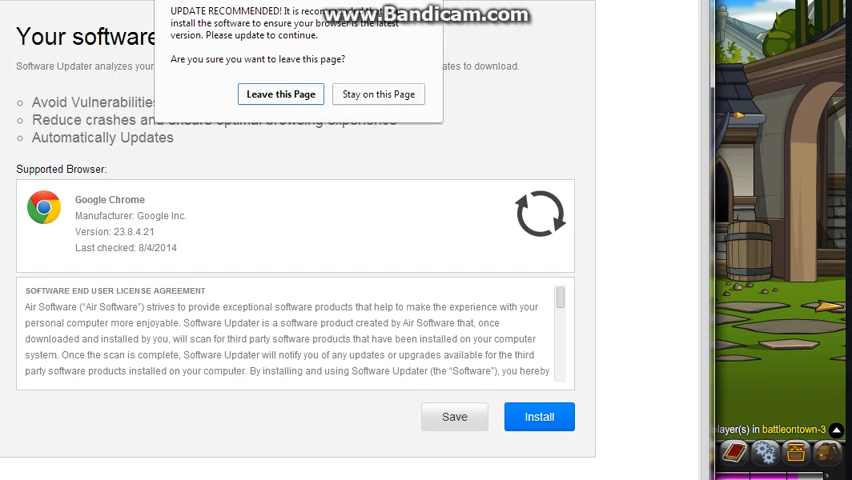 www.Bandicam.com
UPDATE RECOMMENDED! It is recommended
install the software to ensure your browser is the latest
version. Please update to continue.
Are you sure you want to leave this page?
Leave this Page
Stay on this Page
Your software
Software Updater analyzes your
ates to download.
Avoid Vulnerabilities
Reduce crashes and ensure optimal browsing experience
Automatically Updates
Supported Browser:
Google Chrome
Manufacturer: Google Inc.
Version: 23.8.4.21
Last checked: 8/4/2014
SOFTWARE END USER LICENSE AGREEMENT
Air Software ("Air Software") strives to provide exceptional software products that help to make the experience with your
personal computer more enjoyable. Software Updater is a software product created by Air Software that, once
downloaded and installed by you, will scan for third party software products that have been installed on your computer
system. Once the scan is complete, Software Updater will notify you of any updates or upgrades available for the third
party software products installed on your computer. By installing and using Software Updater (the "Software"), you hereby
Save
Install
layer(s) in battleontown-3